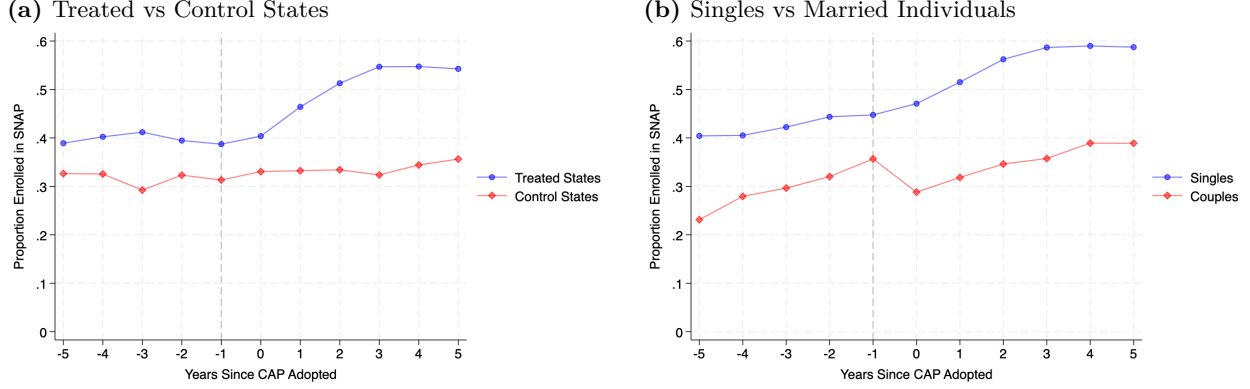 (a) Treated vs Control States
Proportion Enrolled in SNAP
.6
.5
.4
.3
.2
.1
0
-5 -4 -3 -2 -1 0 1 2 3 4 5
Years Since CAP Adopted
Treated States
Control States
(b) Singles vs Married Individuals
Proportion Enrolled in SNAP
.6
.5
.4
.3
.2
.1
0
-5 -4 -3 -2 -1 0 1 2 3 4 5
Years Since CAP Adopted
Singles
Couples